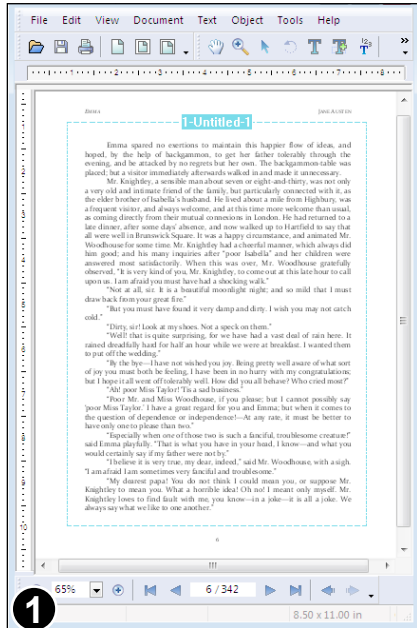 File Edit View Document Text Object Tools Help
EMMA JANE AUSTEN
1-Untitled-1
Emma spared no exertions to maintain this happier flow of ideas, and
hoped, by the help of backgammon, to get her father tolerably through the
evening, and be attacked by no regrets but her own. The backgammon-table was
placed; but a visitor immediately afterwards walked in and made it unnecessary.
Mr. Knightley, a sensible man about seven or eight-and-thirty, was not only
a very old and intimate friend of the family, but particularly connected with it, as
the elder brother of Isabella's husband. He lived about a mile from Highbury, was
a frequent visitor, and always welcome, and at this time more welcome than usual,
as coming directly from their mutual connexions in London. He had returned to a
late dinner, after some days' absence, and now walked up to Hartfield to say that
all were well in Brunswick Square. It was a happy circumstance, and animated Mr.
Woodhouse for some time. Mr. Knightley had a cheerful manner, which always did
him good; and his many inquiries after "poor Isabella" and her children were
answered most satisfactorily. When this was over, Mr. Woodhouse gratefully
observed, "It is very kind of you, Mr. Knightley, to come out at this late hour to call
upon us. I am afraid you must have had a shocking walk."
"Not at all, sir. It is a beautiful moonlight night; and so mild that I must
draw back from your great fire."
"But you must have found it very damp and dirty. I wish you may not catch
cold."
"Dirty, sir! Look at my shoes. Not a speck on them."
"Well! that is quite surprising, for we have had a vast deal of rain here. It
rained dreadfully hard for half an hour while we were at breakfast. I wanted them
to put off the wedding."
"By the bye—I have not wished you joy. Being pretty well aware of what sort
of joy you must both be feeling, I have been in no hurry with my congratulations;
but I hope it all went off tolerably well. How did you all behave? Who cried most?"
"Ah! poor Miss Taylor! 'Tis a sad business."
"Poor Mr. and Miss Woodhouse, if you please; but I cannot possibly say
'poor Miss Taylor.' I have a great regard for you and Emma; but when it comes to
the question of dependence or independence!—At any rate, it must be better to
have only one to please than two."
"Especially when one of those two is such a fanciful, troublesome creature!"
said Emma playfully. "That is what you have in your head, I know—and what you
would certainly say if my father were not by."
"I believe it is very true, my dear, indeed," said Mr. Woodhouse, with a sigh.
"I am afraid I am sometimes very fanciful and troublesome."
"My dearest papa! You do not think I could mean you, or suppose Mr.
Knightley to mean you. What a horrible idea! Oh no! I meant only myself. Mr.
Knightley loves to find fault with me, you know—in a joke—it is all a joke. We
always say what we like to one another."
6
65% 6 / 342
8.50 x 11.00 in
1